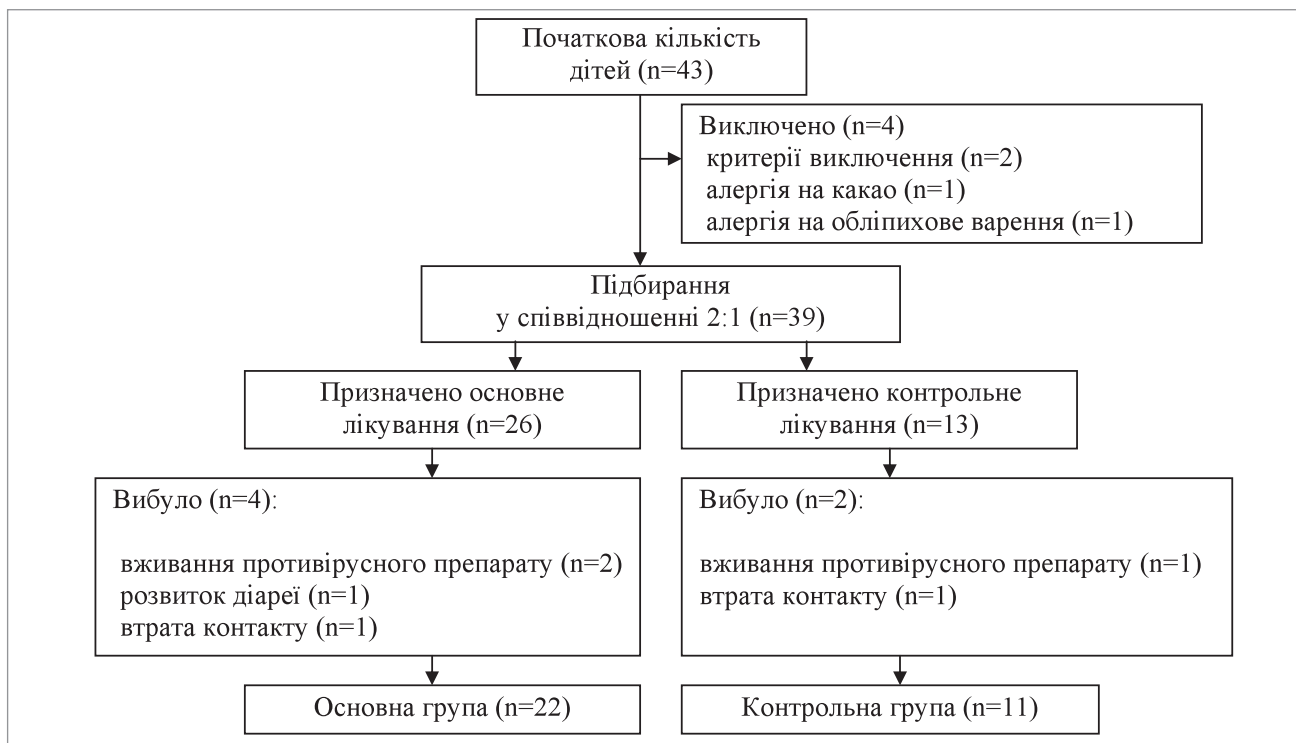 Початкова кількість
дітей (n=43)
Виключено (n=4)
критерії виключення (n=2)
алергія на какао (n=1)
алергія на обліпихове варення (n=1)
Підбирання
у співвідношенні 2:1 (n=39)
Призначено основне
лікування (n=26)
Призначено контрольне
лікування (n=13)
Вибуло (n=4):
вживання противірусного препарату (n=2)
розвиток діареї (n=1)
втрата контакту (n=1)
Вибуло (n=2):
вживання противірусного препарату (n=1)
втрата контакту (n=1)
Основна група (n=22)
Контрольна група (n=11)